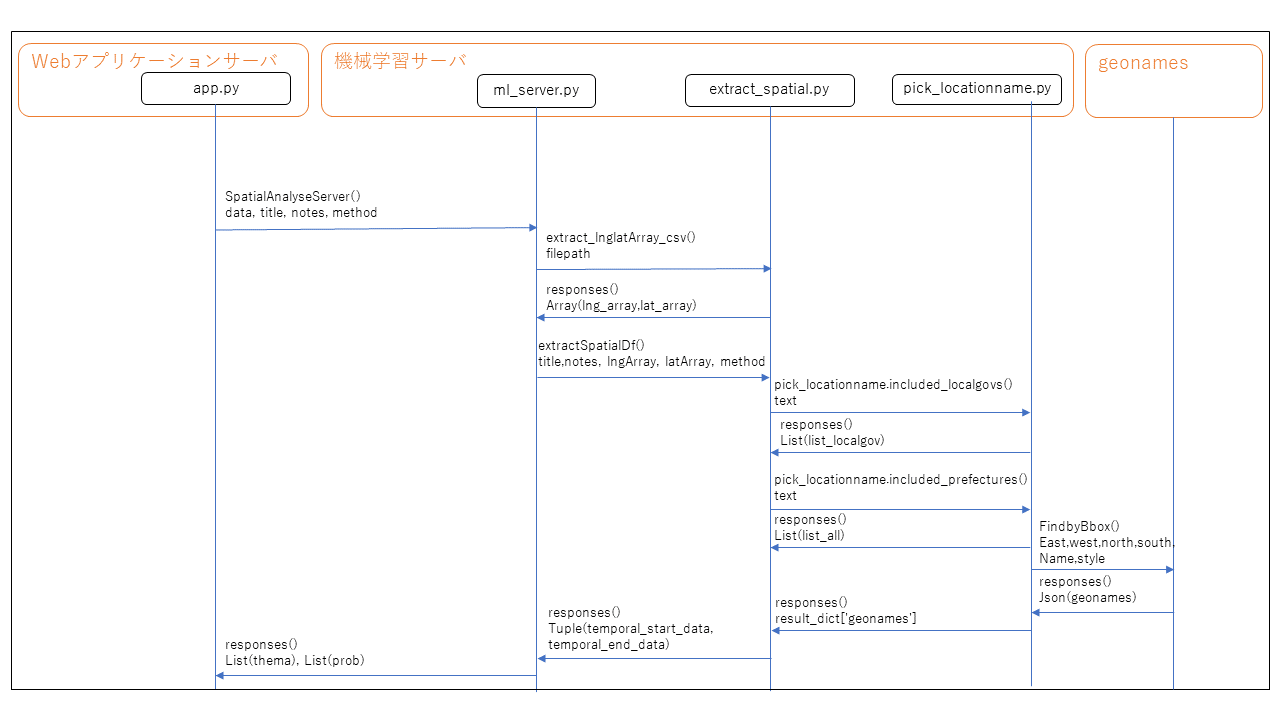 Webアプリケーションサーバ
機械学習サーバ
geonames
app.py
ml_server.py
extract_spatial.py
pick_locationname.py
SpatialAnalyseServer()
data, title, notes, method
extract_lnglatArray_csv()
filepath
responses()
Array(lng_array,lat_array)
extractSpatialDf()
title,notes, lngArray, latArray, method
pick_locationname.included_localgovs()
text
responses()
List(list_localgov)
pick_locationname.included_prefectures()
text
responses()
List(list_all)
FindbyBbox()
East,west,north,south,
Name,style
responses()
Json(geonames)
responses()
result_dict['geonames']
responses()
Tuple(temporal_start_data,
temporal_end_data)
responses()
List(thema), List(prob)